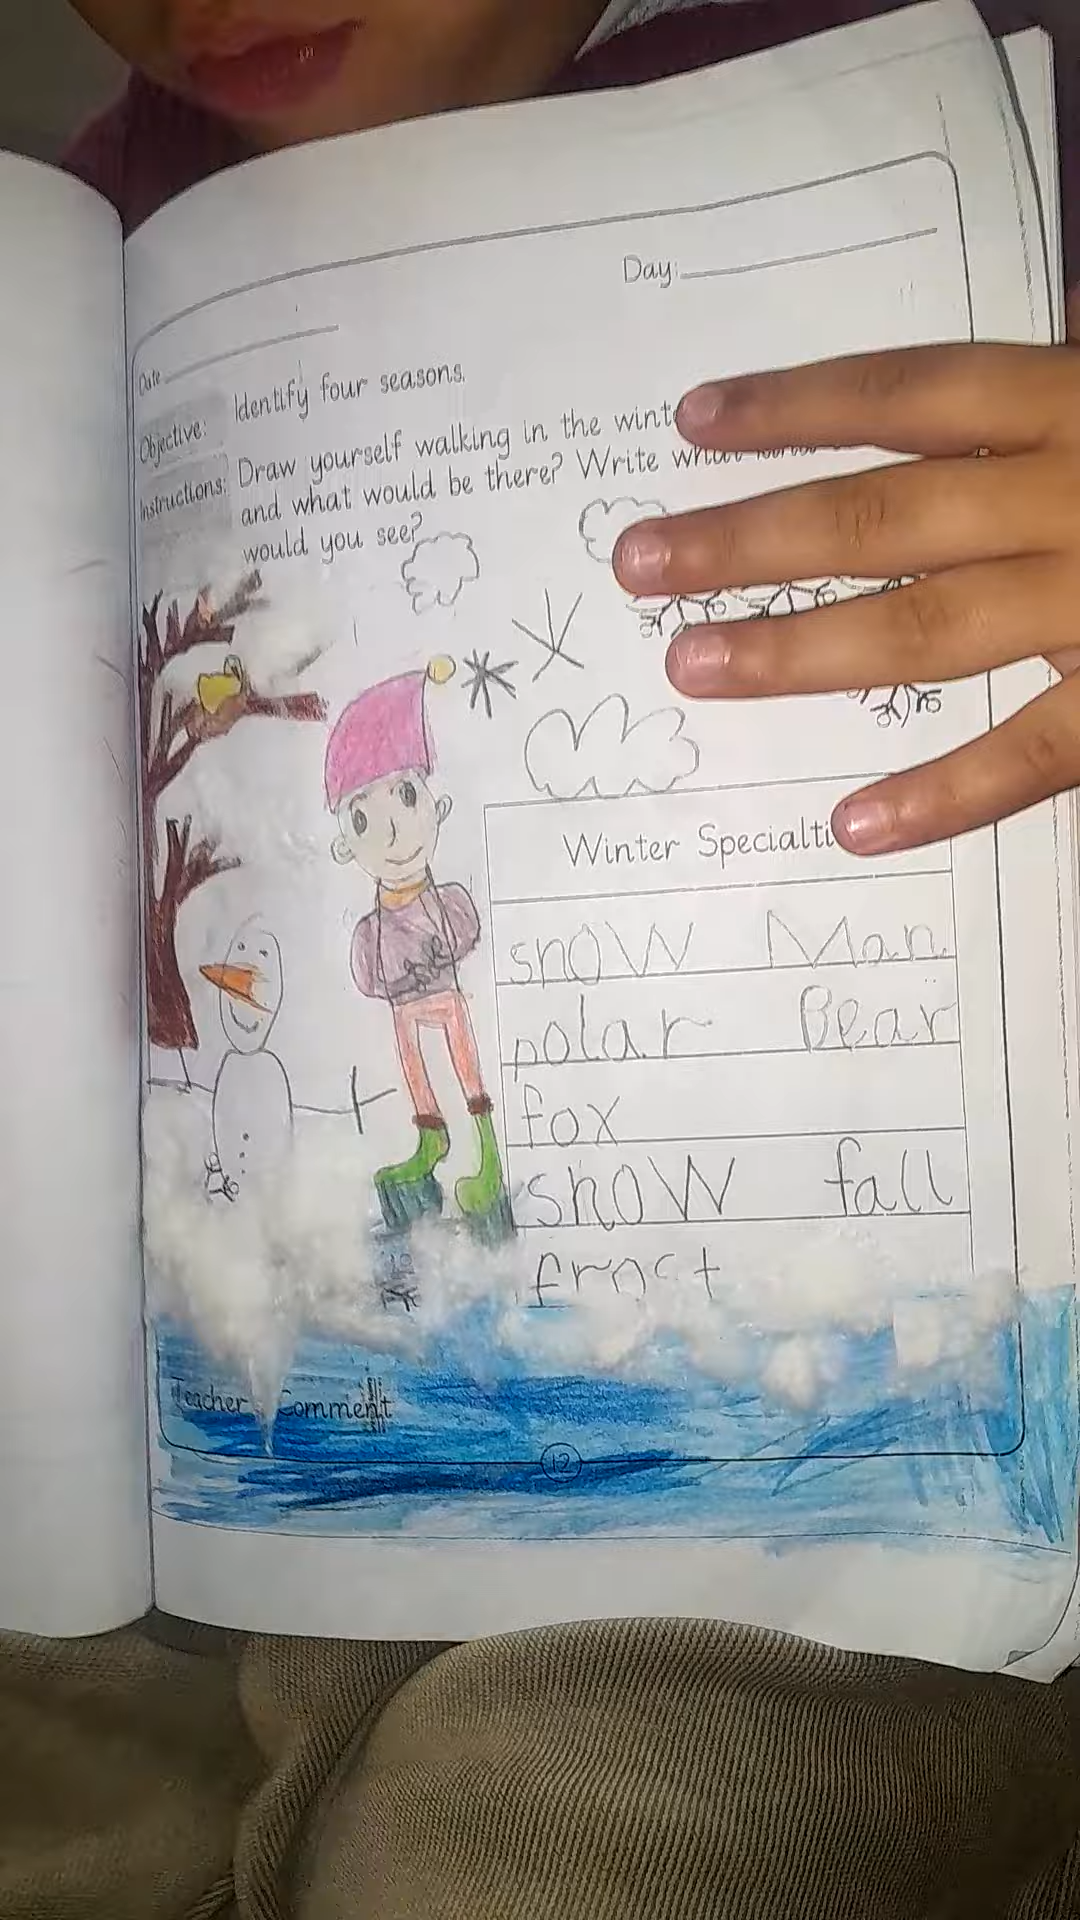 Day:
Date
Objective: Identify four seasons.
Instructions: Draw yourself walking in the
and what would be there? Write what
would you see?
Winter
snow Man
polar Bear
fox
snow fall
frost
Teacher Comment
12